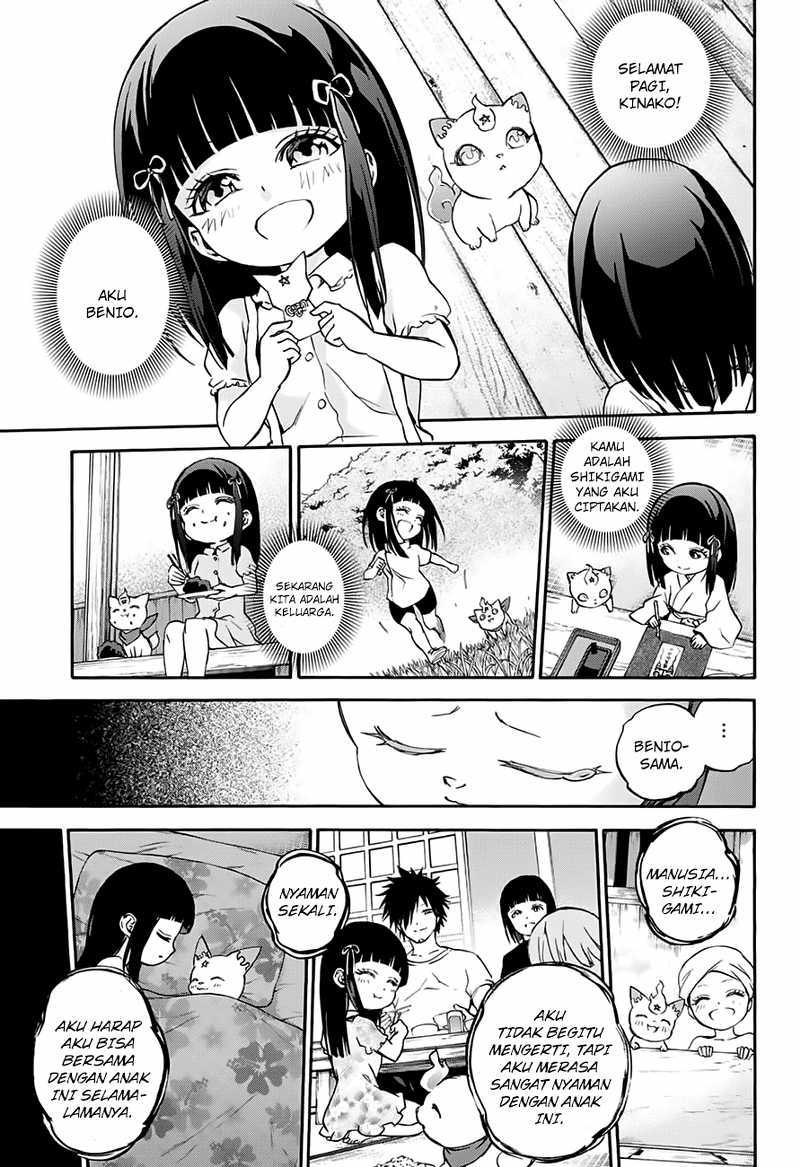 SELAMAT
PAGI,
KINAKO!
AKU
BENIO.
KAMU
ADALAH
SHIKIGAMI
YANG AKU
CIPTAKAN.
SEKARANG
KITA ADALAH
KELUARGA.
...
BENIO-
SAMA.
MANUSIA...
SHIKI-
GAMI...
AKU
TIDAK BEGITU
MENGERTI, TAPI
AKU MERASA
SANGAT NYAMAN
DENGAN ANAK
INI.
NYAMAN
SEKALI.
AKU HARAP
AKU BISA
BERSAMA
DENGAN ANAK
INI SELAMA-
LAMANYA.